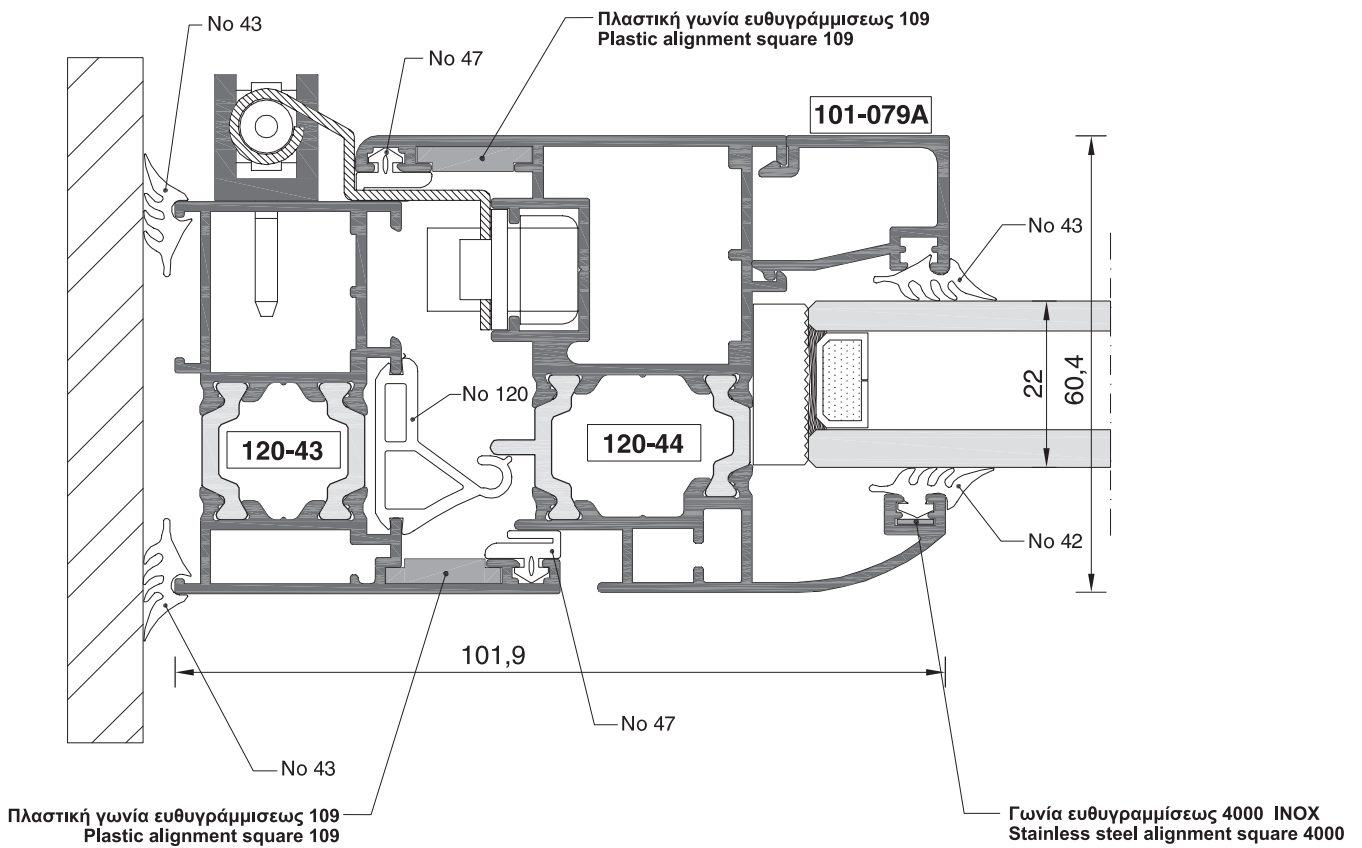 No 43
Πλαστική γωνία ευθυγράμμισεως 109
Plastic alignment square 109
No 47
101-079A
No 43
22
60,4
No 120
120-43
120-44
No 42
101,9
No 47
No 43
Πλαστική γωνία ευθυγράμμισεως 109
Plastic alignment square 109
Γωνία ευθυγραμμίσεως 4000 INOX
Stainless steel alignment square 4000